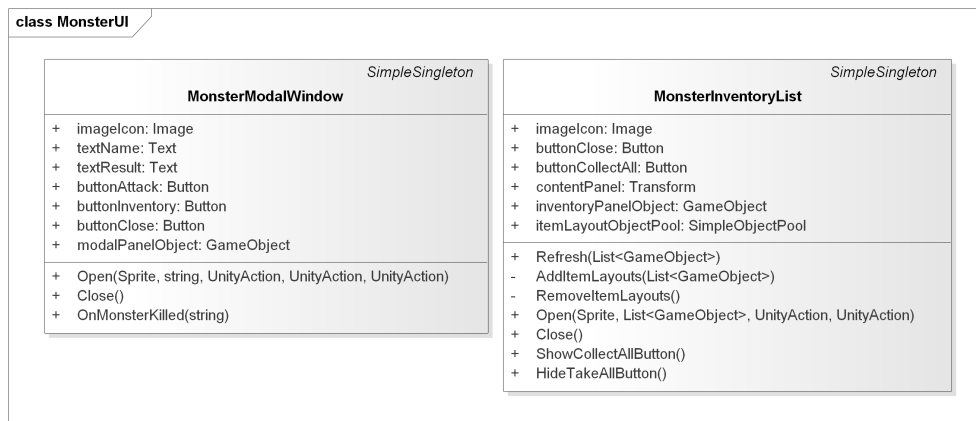 class MonsterUI
SimpleSingleton
MonsterModalWindow
+ imageIcon: Image
+ textName: Text
+ textResult: Text
+ buttonAttack: Button
+ buttonInventory: Button
+ buttonClose: Button
+ modalPanelObject: GameObject
+ Open(Sprite, string, UnityAction, UnityAction, UnityAction)
+ Close()
+ OnMonsterKilled(string)
SimpleSingleton
MonsterInventoryList
+ imageIcon: Image
+ buttonClose: Button
+ buttonCollectAll: Button
+ contentPanel: Transform
+ inventoryPanelObject: GameObject
+ itemLayoutObjectPool: SimpleObjectPool
+ Refresh(List<GameObject>)
- AddItemLayouts(List<GameObject>)
- RemoveItemLayouts()
+ Open(Sprite, List<GameObject>, UnityAction, UnityAction)
+ Close()
+ ShowCollectAllButton()
+ HideTakeAllButton()